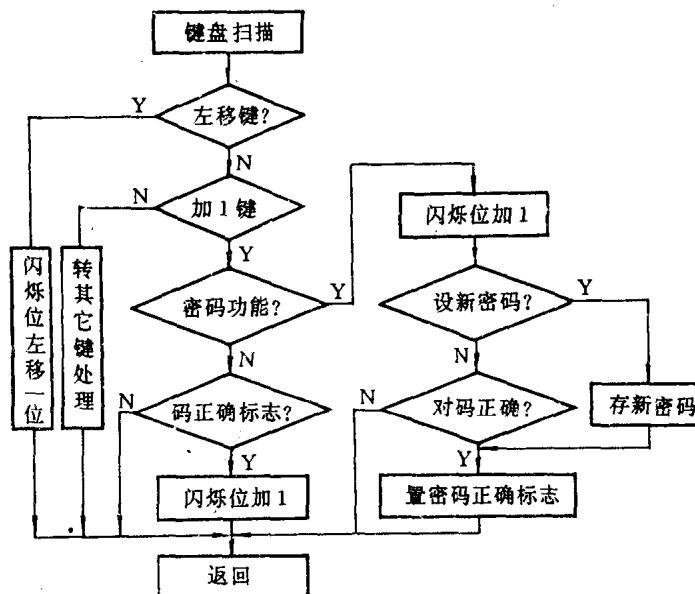 键盘扫描
Y
左移键?
N
N
加1键
闪烁位加1
Y
闪烁位左移一位
转其它键处理
密码功能?
Y
设新密码?
Y
N
N
N
码正确标志?
N
对码正确?
存新密码
Y
Y
闪烁位加1
置密码正确标志
返回